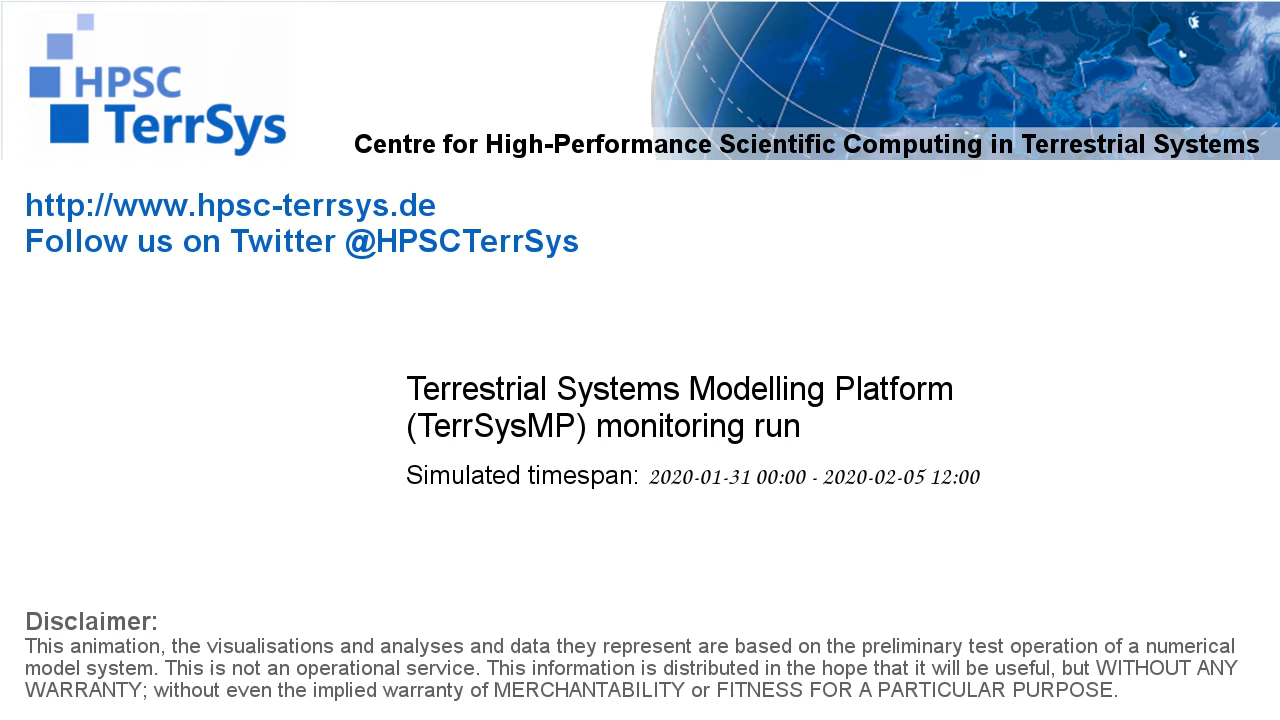 HPSC
TerrSys
Centre for High-Performance Scientific Computing in Terrestrial Systems
http://www.hpsc-terrsys.de
Follow us on Twitter @HPSCTerrSys
Terrestrial Systems Modelling Platform
(TerrSysMP) monitoring run
Simulated timespan: 2020-01-31 00:00 - 2020-02-05 12:00
Disclaimer:
This animation, the visualisations and analyses and data they represent are based on the preliminary test operation of a numerical
model system. This is not an operational service. This information is distributed in the hope that it will be useful, but WITHOUT ANY
WARRANTY; without even the implied warranty of MERCHANTABILITY or FITNESS FOR A PARTICULAR PURPOSE.